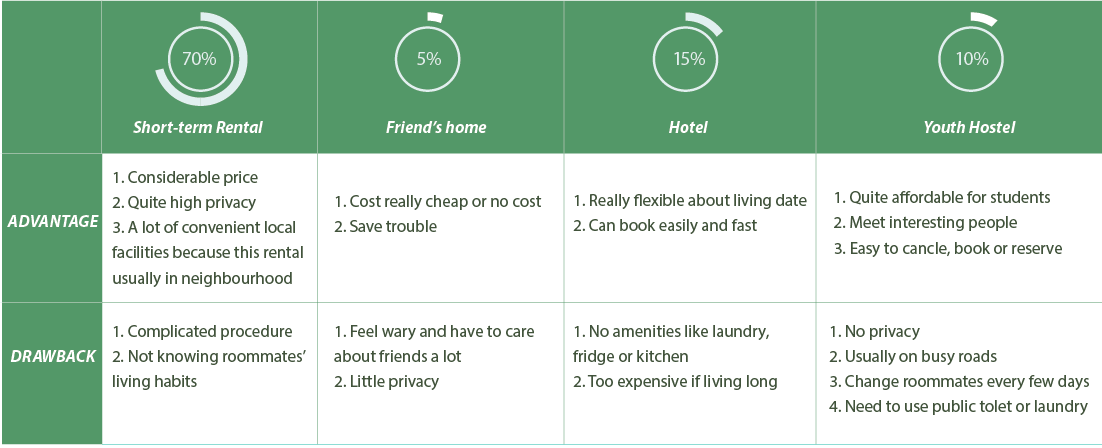 70%
5%
15%
10%
Short-term Rental
Friend's home
Hotel
Youth Hostel
ADVANTAGE
1. Considerable price
2. Quite high privacy
3. A lot of convenient local
facilities because this rental
usually in neighbourhood
1. Cost really cheap or no cost
2. Save trouble
1. Really flexible about living date
2. Can book easily and fast
1. Quite affordable for students
2. Meet interesting people
3. Easy to cancle, book or reserve
DRAWBACK
1. Complicated procedure
2. Not knowing roommates'
living habits
1. Feel wary and have to care
about friends a lot
2. Little privacy
1. No amenities like laundry,
fridge or kitchen
2. Too expensive if living long
1. No privacy
2. Usually on busy roads
3. Change roommates every few days
4. Need to use public tolet or laundry